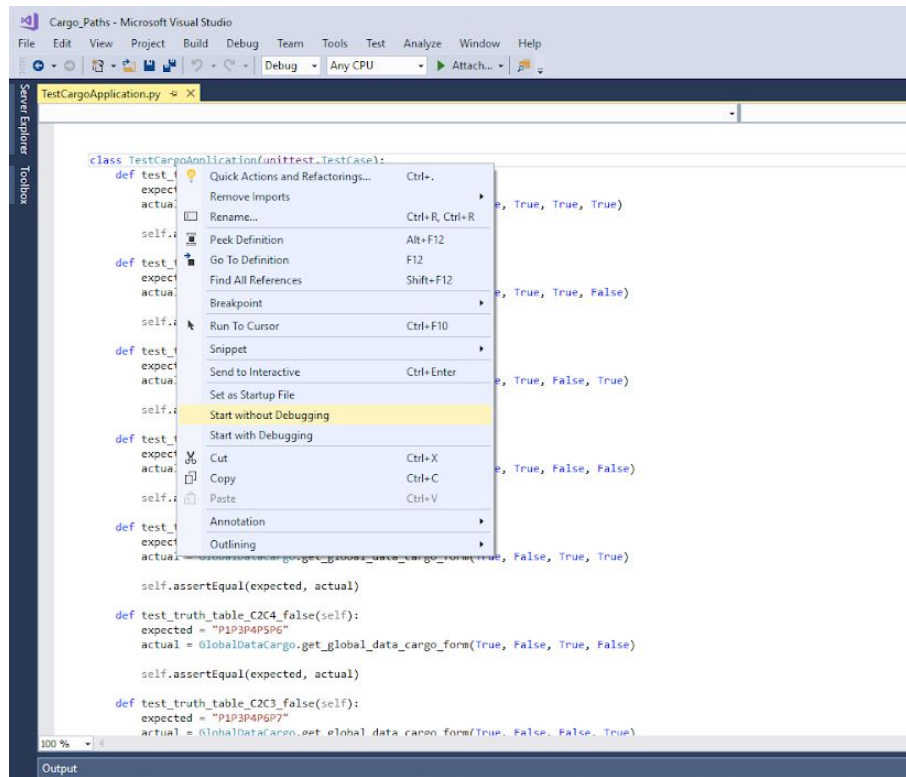 Cargo_Paths - Microsoft Visual Studio
File Edit View Project Build Debug Team Tools Test Analyze Window Help
Debug Any CPU Attach...
Server Explorer
Toolbox
TestCargoApplication.py
class TestCargoApplication(unittest.TestCase):
def test_t
expect
actual e, True, True, True)
self.a
def test_t
expect
actual e, True, True, False)
self.a
def test_t
expect
actual e, True, False, True)
self.a
def test_t
expect
actual e, True, False, False)
self.a
def test_t
expect
actual = GlobalDataCargo.get_global_data_cargo_form(True, False, True, True)
self.assertEqual(expected, actual)
def test_truth_table_C2C4_false(self):
expected = "P1P3P4P5P6"
actual = GlobalDataCargo.get_global_data_cargo_form(True, False, True, False)
self.assertEqual(expected, actual)
def test_truth_table_C2C3_false(self):
expected = "P1P3P4P6P7"
actual = GlobalDataCargo.get_global_data_cargo_form(True, False, False, True)
Quick Actions and Refactorings... Ctrl+.
Remove Imports
Rename... Ctrl+R, Ctrl+R
Peek Definition Alt+F12
Go To Definition F12
Find All References Shift+F12
Breakpoint
Run To Cursor Ctrl+F10
Snippet
Send to Interactive Ctrl+Enter
Set as Startup File
Start without Debugging
Start with Debugging
Cut Ctrl+X
Copy Ctrl+C
Paste Ctrl+V
Annotation
Outlining
100 %
Output